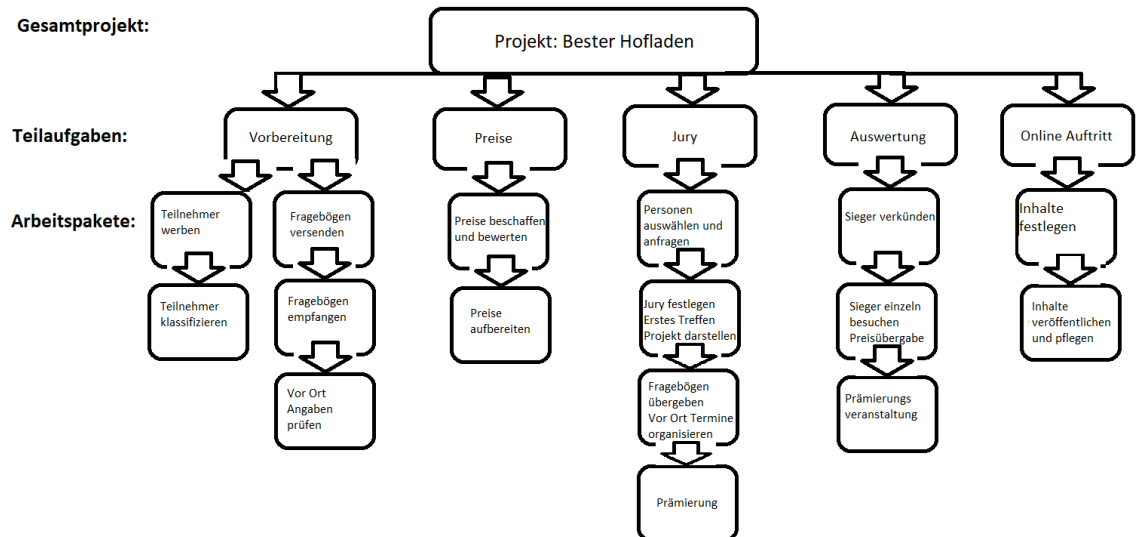 Gesamtprojekt:
Projekt: Bester Hofladen
Teilaufgaben:
Vorbereitung
Preise
Jury
Auswertung
Online Auftritt
Arbeitspakete:
Teilnehmer
werben
Fragebögen
versenden
Preise beschaffen
und bewerten
Personen
auswählen und
anfragen
Sieger verkünden
Inhalte
festlegen
Teilnehmer
klassifizieren
Fragebögen
empfangen
Preise
aufbereiten
Jury festlegen
Erstes Treffen
Projekt darstellen
Sieger einzeln
besuchen
Preisübergabe
Inhalte
veröffentlichen
und pflegen
Vor Ort
Angaben
prüfen
Fragebögen
übergeben
Vor Ort Termine
organisieren
Prämierungs
veranstaltung
Prämierung